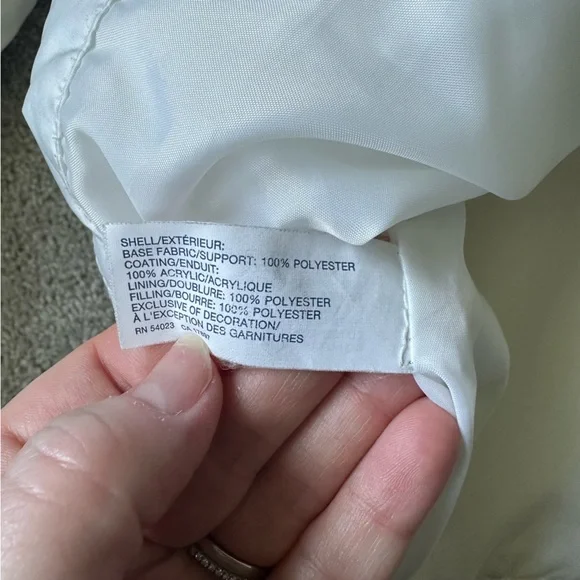 SHELL/EXTÉRIEUR:
BASE FABRIC/SUPPORT: 100% POLYESTER
COATING/ENDUIT:
100% ACRYLIC/ACRYLIQUE
LINING/DOUBLURE: 100% POLYESTER
FILLING/BOURRE: 100% POLYESTER
EXCLUSIVE OF DECORATION/
À L'EXCEPTION DES GARNITURES
RN 54023